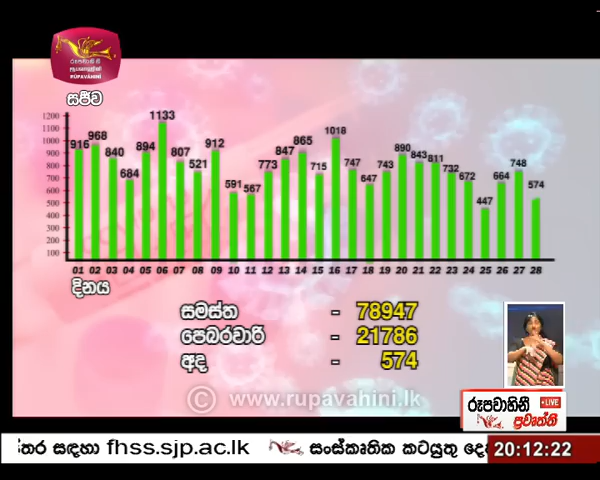 රූපවාහිනී
ரூபவாஹினி
RUPAVAHINI
සජීව
1200
1100
1000
900
800
700
600
500
400
300
200
100
916 968 840 684 894 1133 807 521 912 591 567 773 847 865 715 1018 747 647 743 890 843 811 732 672 447 664 748 574
01 02 03 04 05 06 07 08 09 10 11 12 13 14 15 16 17 18 19 20 21 22 23 24 25 26 27 28
දිනය
සමස්ත - 78947
පෙබරවාරි - 21786
අද - 574
© www.rupavahini.lk
රූපවාහිනී LIVE
ප්‍රවෘත්ති
ස්තර සඳහා fhss.sjp.ac.lk සංස්කෘතික කටයුතු දෙ 20:12:22